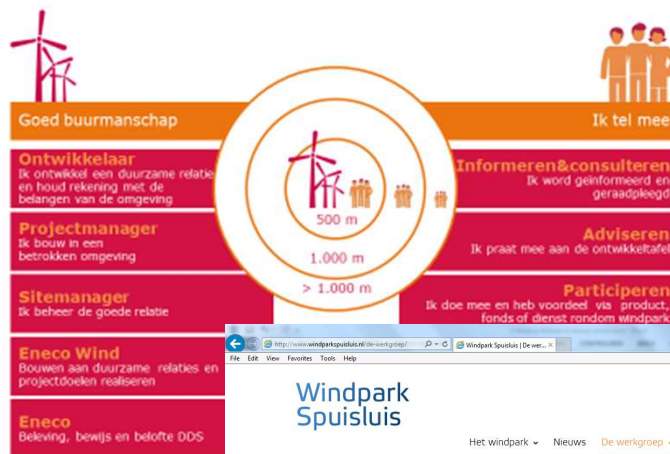 Goed buurmanschap
Ik tel mee
Ontwikkelaar
Ik ontwikkel een duurzame relatie
en houd rekening met de
belangen van de omgeving
Projectmanager
Ik bouw in een
betrokken omgeving
Sitemanager
Ik beheer de goede relatie
Eneco Wind
Bouwen aan duurzame relaties en
projectdoelen realiseren
Eneco
Beleving, bewijs en belofte DDS
500 m
1.000 m
> 1.000 m
Informeren&consulteren
Ik word geinformeerd en
geraadpleegd
Adviseren
Ik praat mee aan de ontwikkeltafel
Participeren
Ik doe mee en heb voordeel via product,
fonds of dienst rondom windpark
http://www.windparkspuisluis.nl/de-werkgroep/
Windpark Spuisluis | De wer...
File Edit View Favorites Tools Help
Windpark
Spuisluis
Het windpark Nieuws De werkgroep